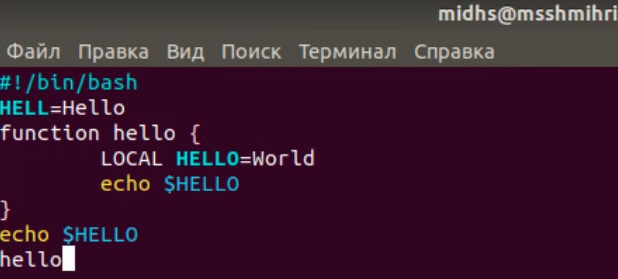 midhs@msshmihri
Файл Правка Вид Поиск Терминал Справка
#!/bin/bash
HELL=Hello
function hello {
        LOCAL HELLO=World
        echo $HELLO
}
echo $HELLO
hello